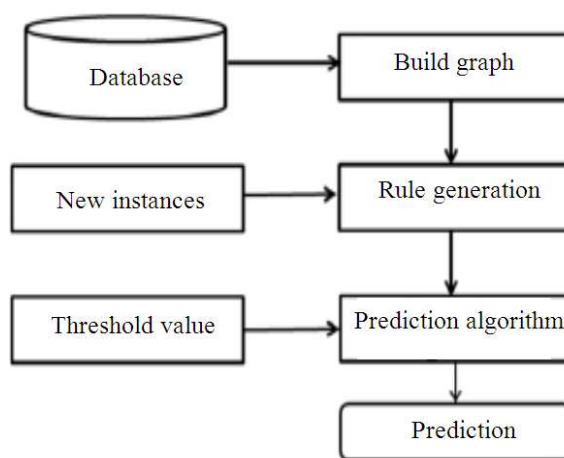 Database
Build graph
New instances
Rule generation
Threshold value
Prediction algorithm
Prediction